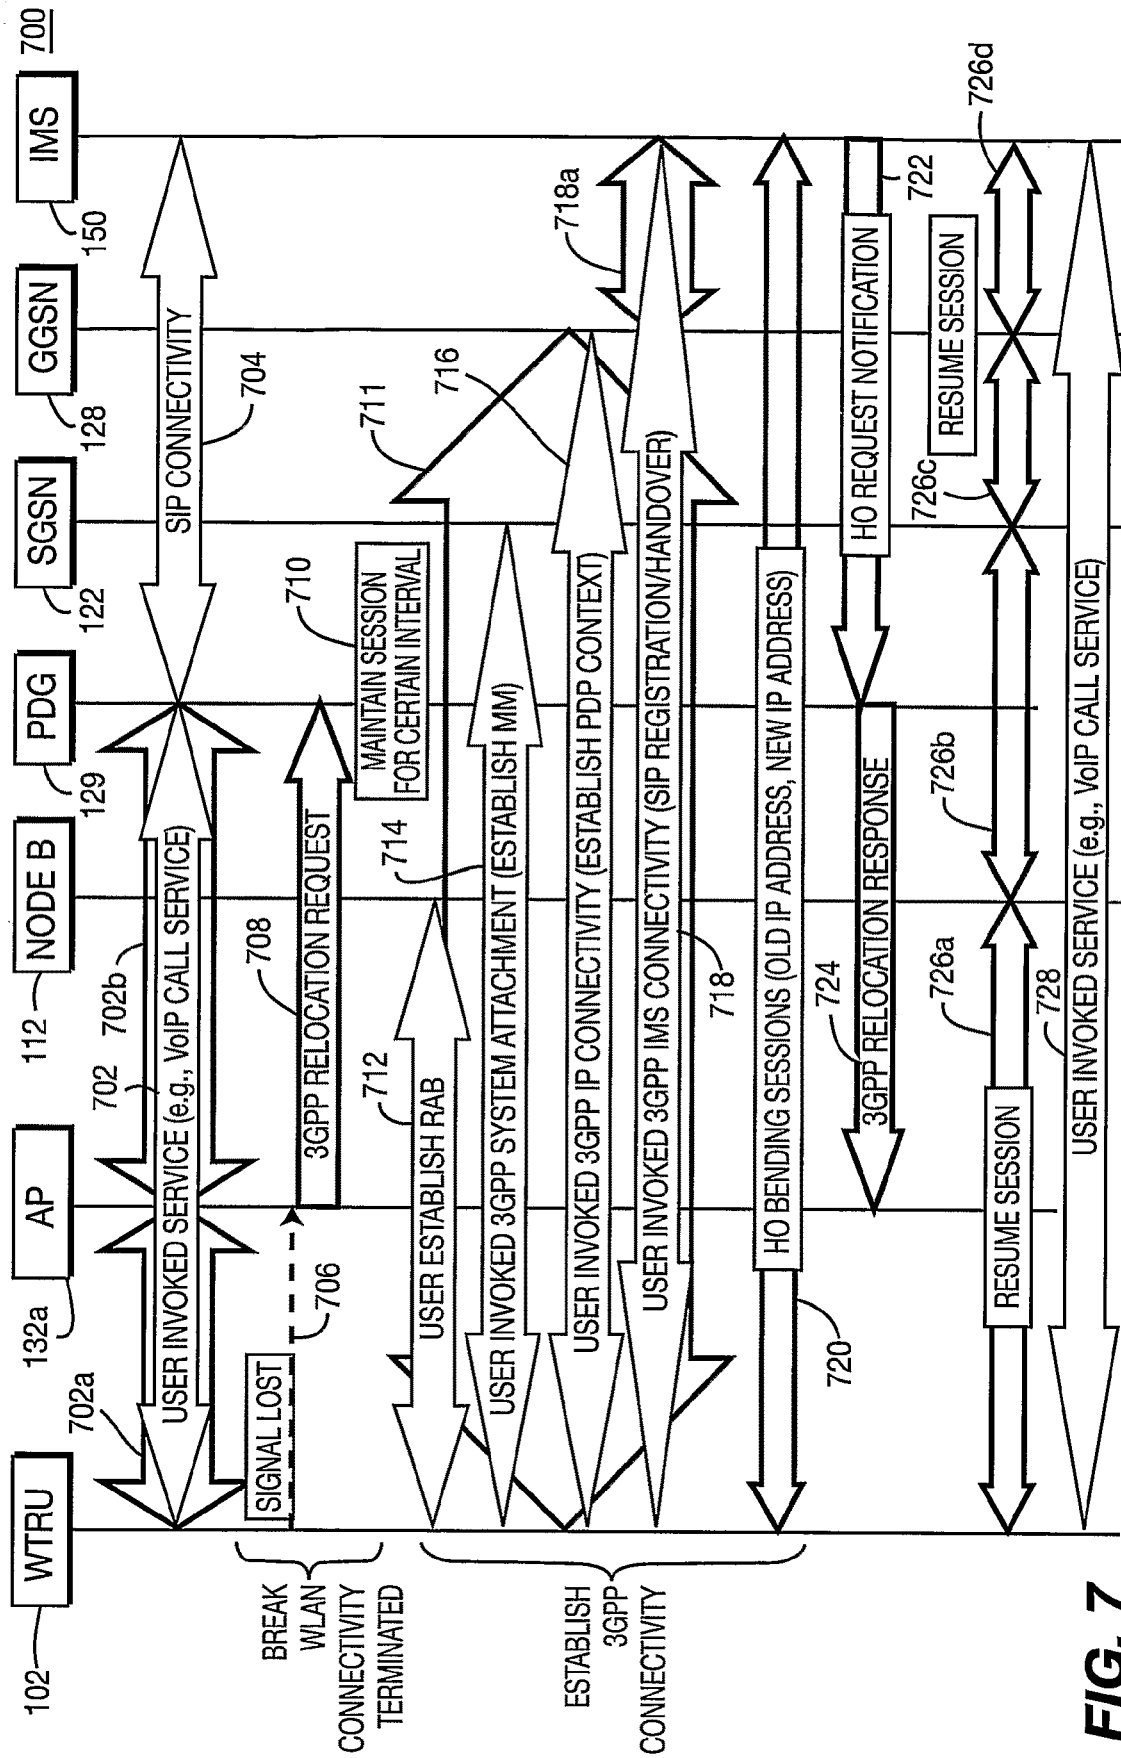 700
WTRU
AP
NODE B
PDG
SGSN
GGSN
IMS
102
132a
112
129
122
128
150
702a
702
702b
USER INVOKED SERVICE (e.g., VoIP CALL SERVICE)
SIP CONNECTIVITY
704
BREAK
WLAN
CONNECTIVITY
TERMINATED
SIGNAL LOST
706
708
3GPP RELOCATION REQUEST
710
MAINTAIN SESSION
FOR CERTAIN INTERVAL
711
ESTABLISH
3GPP
CONNECTIVITY
712
USER ESTABLISH RAB
714
USER INVOKED 3GPP SYSTEM ATTACHMENT (ESTABLISH MM)
716
USER INVOKED 3GPP IP CONNECTIVITY (ESTABLISH PDP CONTEXT)
USER INVOKED 3GPP IMS CONNECTIVITY (SIP REGISTRATION/HANDOVER)
718
718a
HO BENDING SESSIONS (OLD IP ADDRESS, NEW IP ADDRESS)
720
HO REQUEST NOTIFICATION
722
724
3GPP RELOCATION RESPONSE
RESUME SESSION
726a
726b
726c
RESUME SESSION
726d
728
USER INVOKED SERVICE (e.g., VoIP CALL SERVICE)
FIG. 7